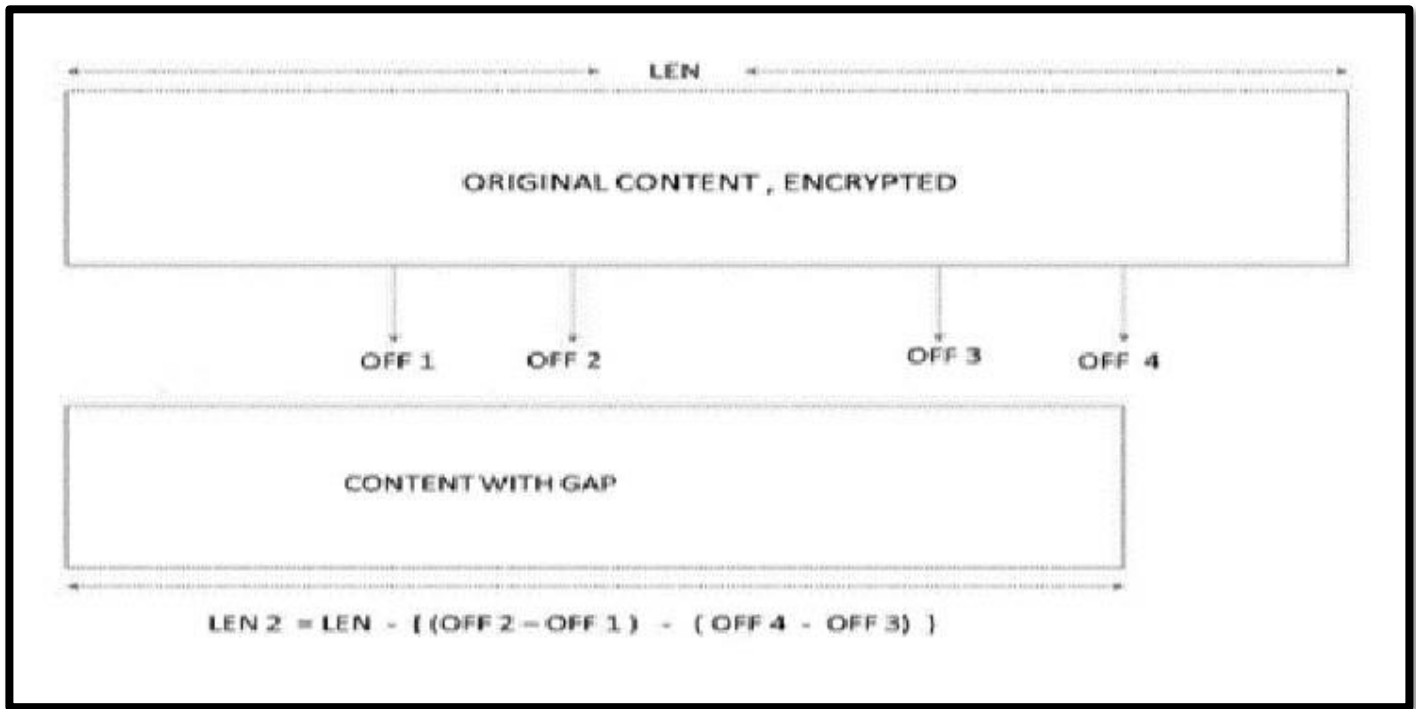 LEN
ORIGINAL CONTENT , ENCRYPTED
OFF 1 OFF 2 OFF 3 OFF 4
CONTENT WITH GAP
LEN 2 = LEN - [ (OFF 2 – OFF 1 ) - ( OFF 4 - OFF 3) ]